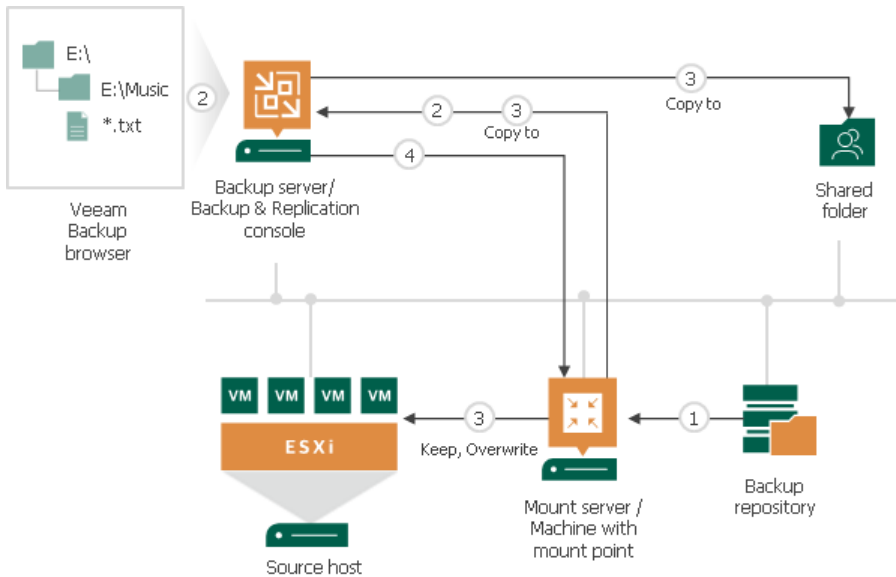 E:\
E:\Music
*.txt
2
Veeam
Backup
browser
Backup server/
Backup & Replication
console
2
3
Copy to
3
Copy to
4
Shared
folder
VM VM VM VM
ESXi
Source host
3
Keep, Overwrite
Mount server /
Machine with
mount point
1
Backup
repository